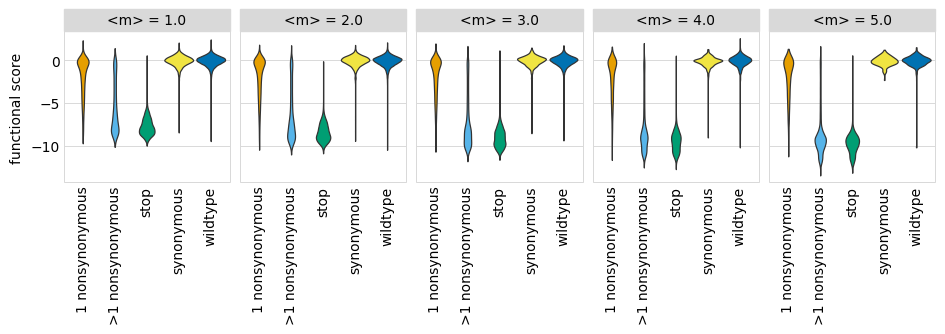 <m> = 1.0
<m> = 2.0
<m> = 3.0
<m> = 4.0
<m> = 5.0
functional score
0
−5
−10
1 nonsynonymous
>1 nonsynonymous
stop
synonymous
wildtype
1 nonsynonymous
>1 nonsynonymous
stop
synonymous
wildtype
1 nonsynonymous
>1 nonsynonymous
stop
synonymous
wildtype
1 nonsynonymous
>1 nonsynonymous
stop
synonymous
wildtype
1 nonsynonymous
>1 nonsynonymous
stop
synonymous
wildtype